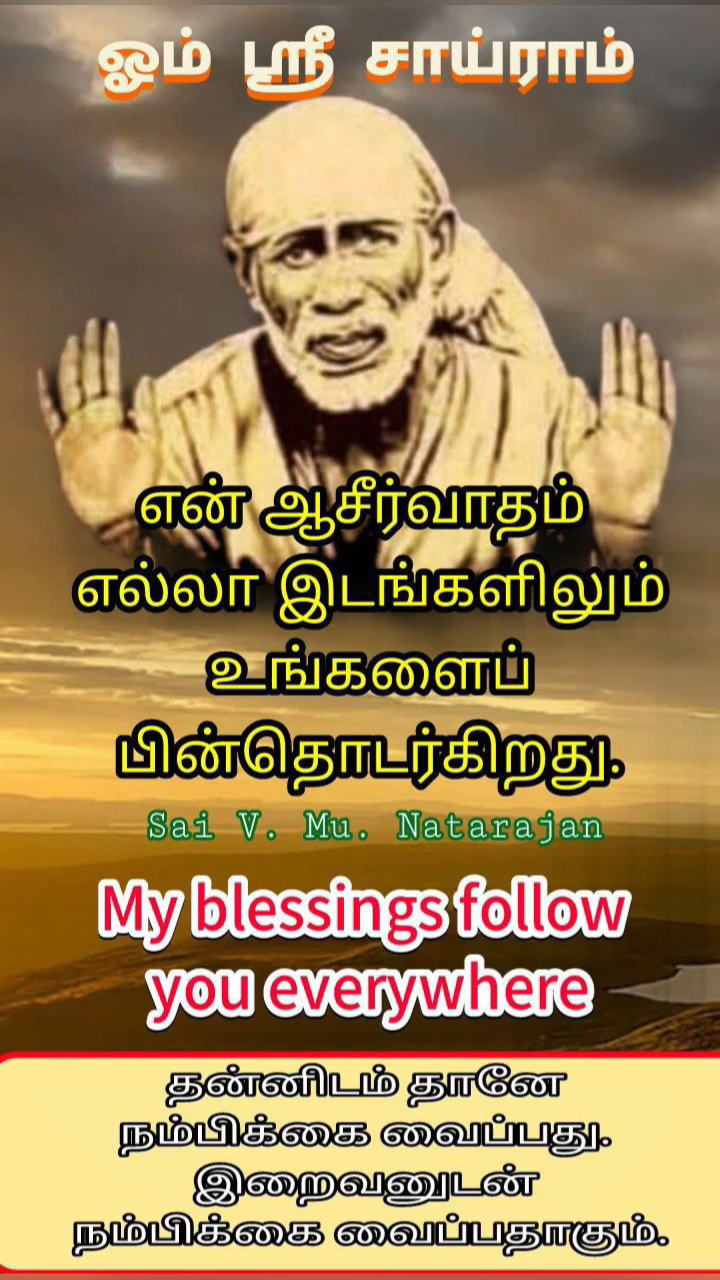 ஓம் ஸ்ரீ சாய்ராம்
என் ஆசீர்வாதம்
எல்லா இடங்களிலும்
உங்களைப்
பின்தொடர்கிறது.
Sai V. Mu. Natarajan
My blessings follow
you everywhere
தன்னிடம் தானே
நம்பிக்கை வைப்பது.
இறைவனுடன்
நம்பிக்கை வைப்பதாகும்.